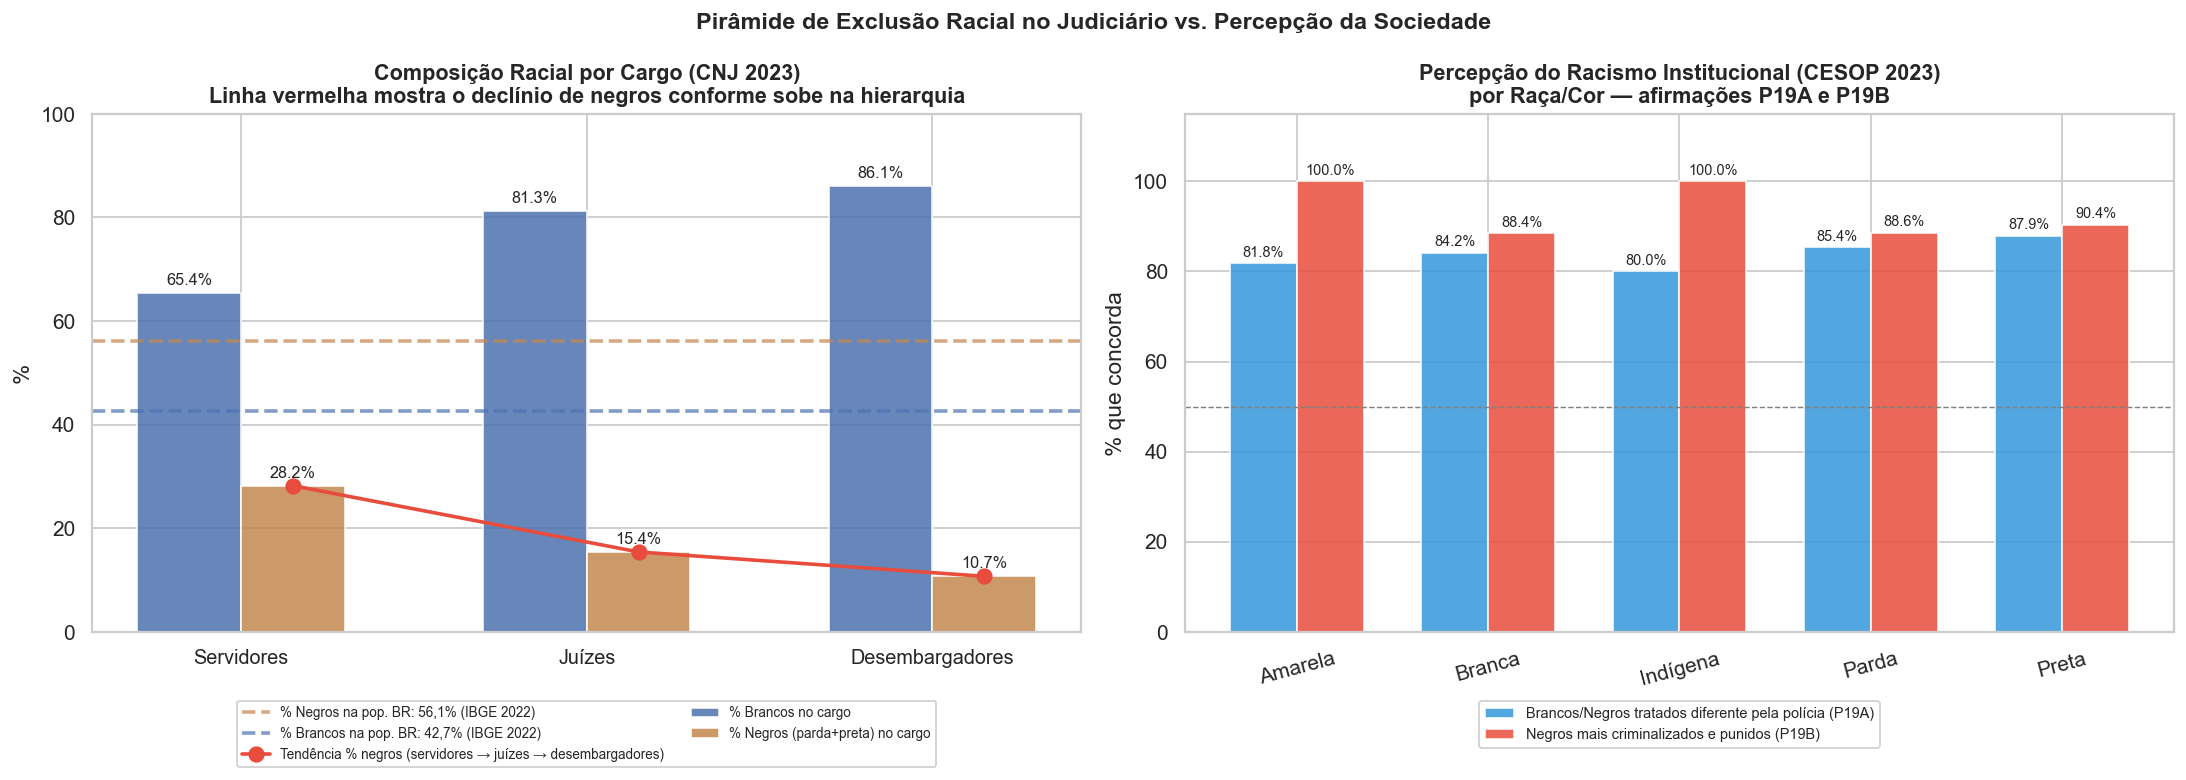 Pirâmide de Exclusão Racial no Judiciário vs. Percepção da Sociedade
Composição Racial por Cargo (CNJ 2023)
Linha vermelha mostra o declínio de negros conforme sobe na hierarquia
%
100
80
60
40
20
0
65.4%
28.2%
81.3%
15.4%
86.1%
10.7%
Servidores
Juízes
Desembargadores
% Negros na pop. BR: 56,1% (IBGE 2022)
% Brancos na pop. BR: 42,7% (IBGE 2022)
Tendência % negros (servidores → juízes → desembargadores)
% Brancos no cargo
% Negros (parda+preta) no cargo
Percepção do Racismo Institucional (CESOP 2023)
por Raça/Cor — afirmações P19A e P19B
% que concorda
100
80
60
40
20
0
81.8%
100.0%
84.2%
88.4%
80.0%
100.0%
85.4%
88.6%
87.9%
90.4%
Amarela
Branca
Indígena
Parda
Preta
Brancos/Negros tratados diferente pela polícia (P19A)
Negros mais criminalizados e punidos (P19B)